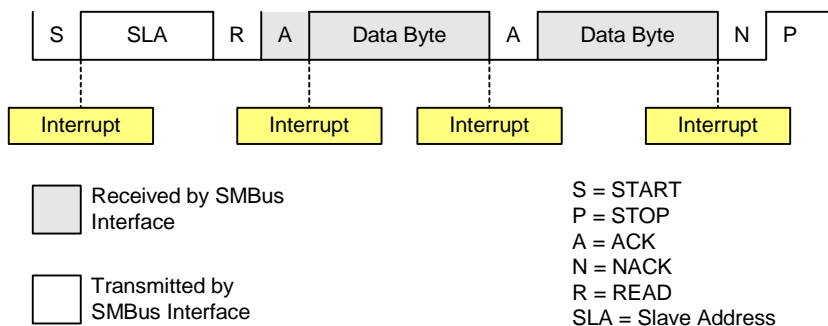 S SLA R A Data Byte A Data Byte N P
Interrupt Interrupt Interrupt Interrupt
Received by SMBus
Interface
Transmitted by
SMBus Interface
S = START
P = STOP
A = ACK
N = NACK
R = READ
SLA = Slave Address